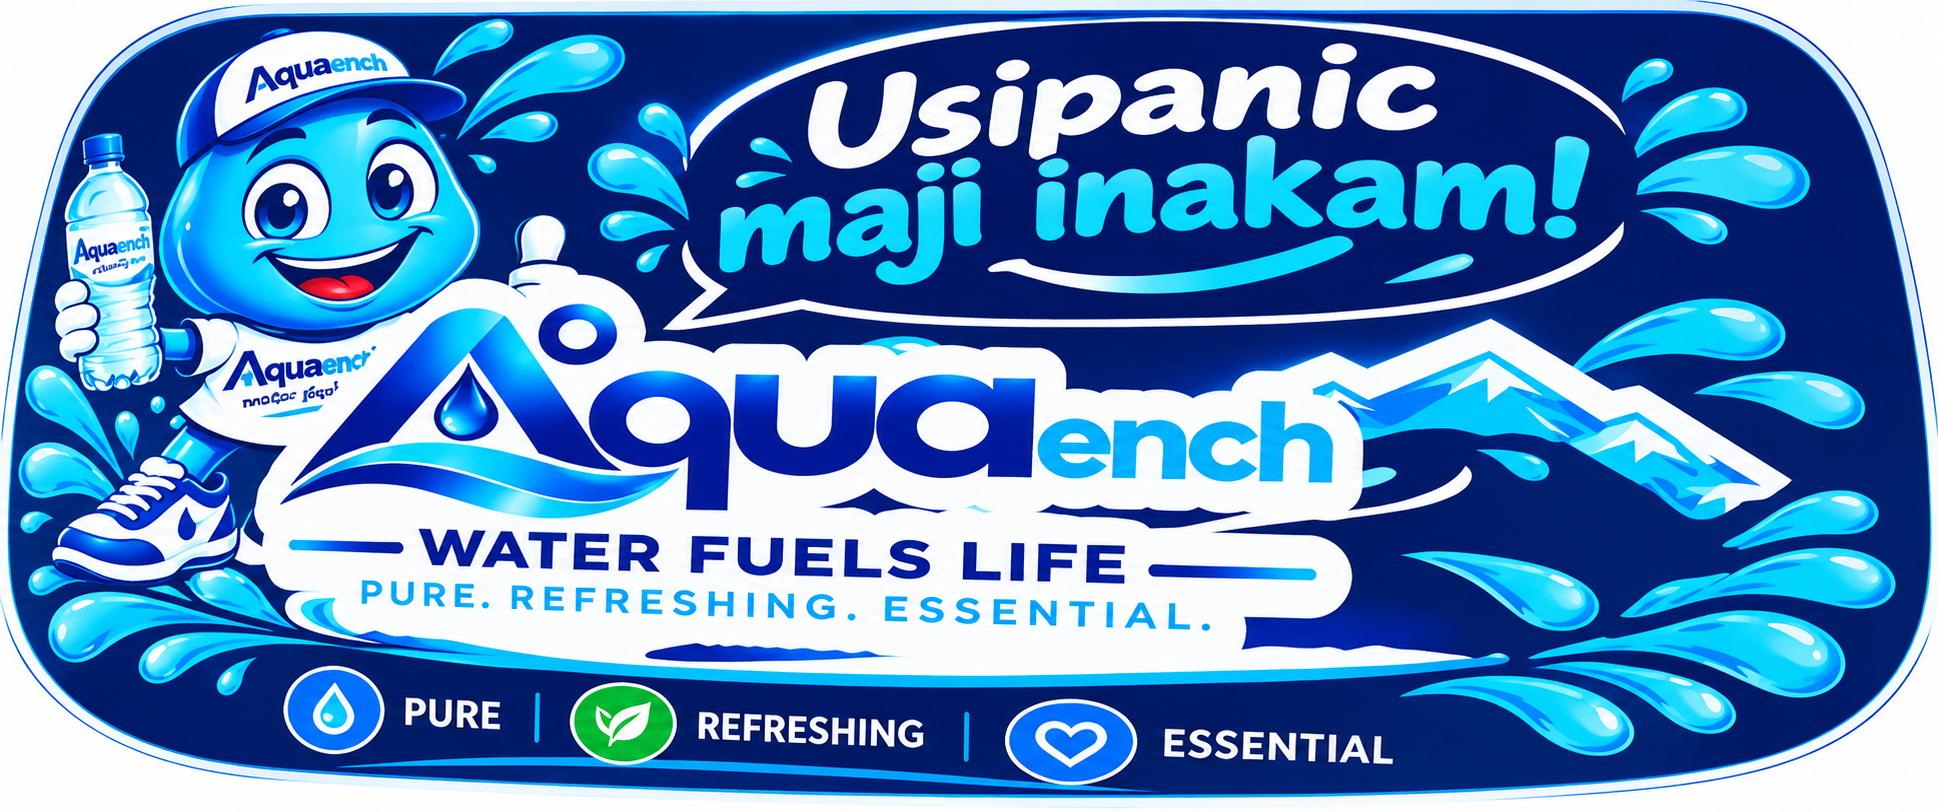 Aquaench
Usipanic
maji inakam!
Aquaench
Aquaench
Aquaench
WATER FUELS LIFE
PURE. REFRESHING. ESSENTIAL.
PURE
REFRESHING
ESSENTIAL